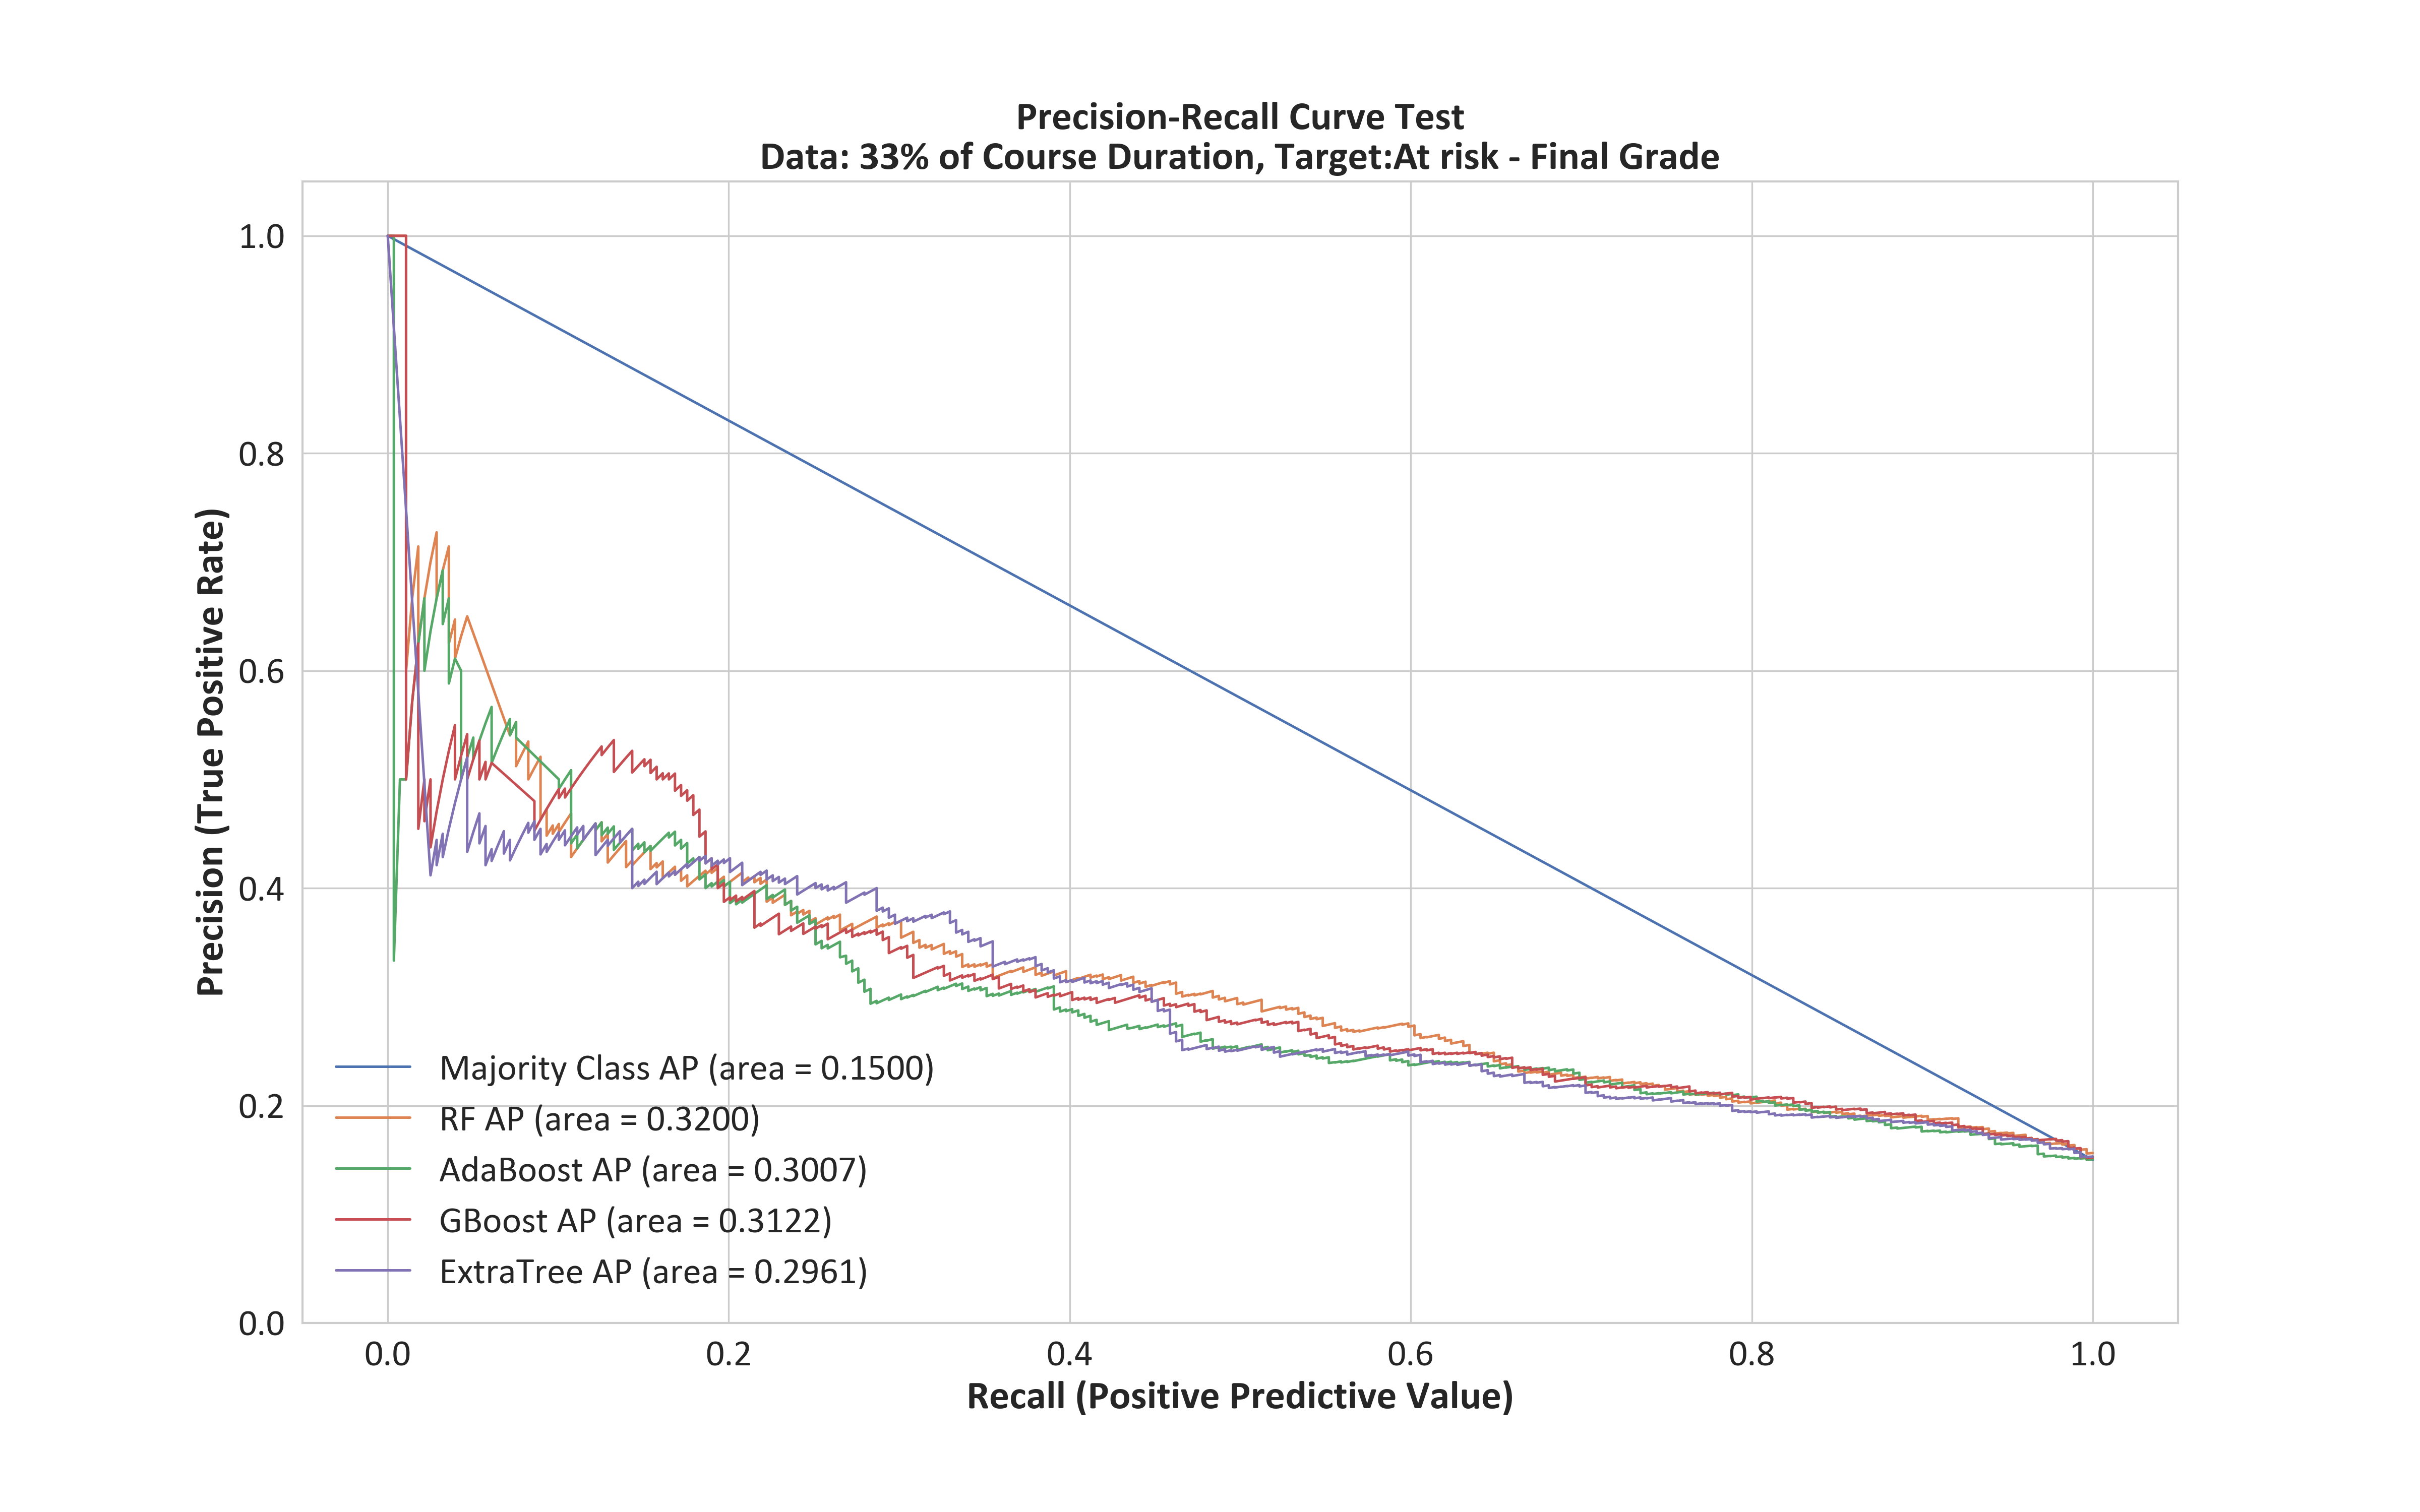 Precision-Recall Curve Test
Data: 33% of Course Duration, Target:At risk - Final Grade
Precision (True Positive Rate)
1.0
0.8
0.6
0.4
0.2
0.0
Majority Class AP (area = 0.1500)
RF AP (area = 0.3200)
AdaBoost AP (area = 0.3007)
GBoost AP (area = 0.3122)
ExtraTree AP (area = 0.2961)
0.0 0.2 0.4 0.6 0.8 1.0
Recall (Positive Predictive Value)